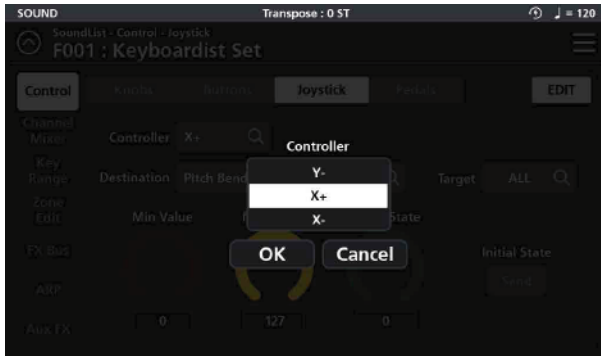 SOUND Transpose : 0 ST ♩ = 120
SoundList - Control - Joystick
F001 : Keyboardist Set
Control Knobs Buttons Joystick Pedals EDIT
Channel
Mixer
Controller X+
Controller
Key
Range
Destination Pitch Bend
Y-
X+
X-
Target ALL
Zone
Edit
Min Value
State
OK Cancel
FX Bus
Initial State
Send
ARP
0 127 0
Aux FX